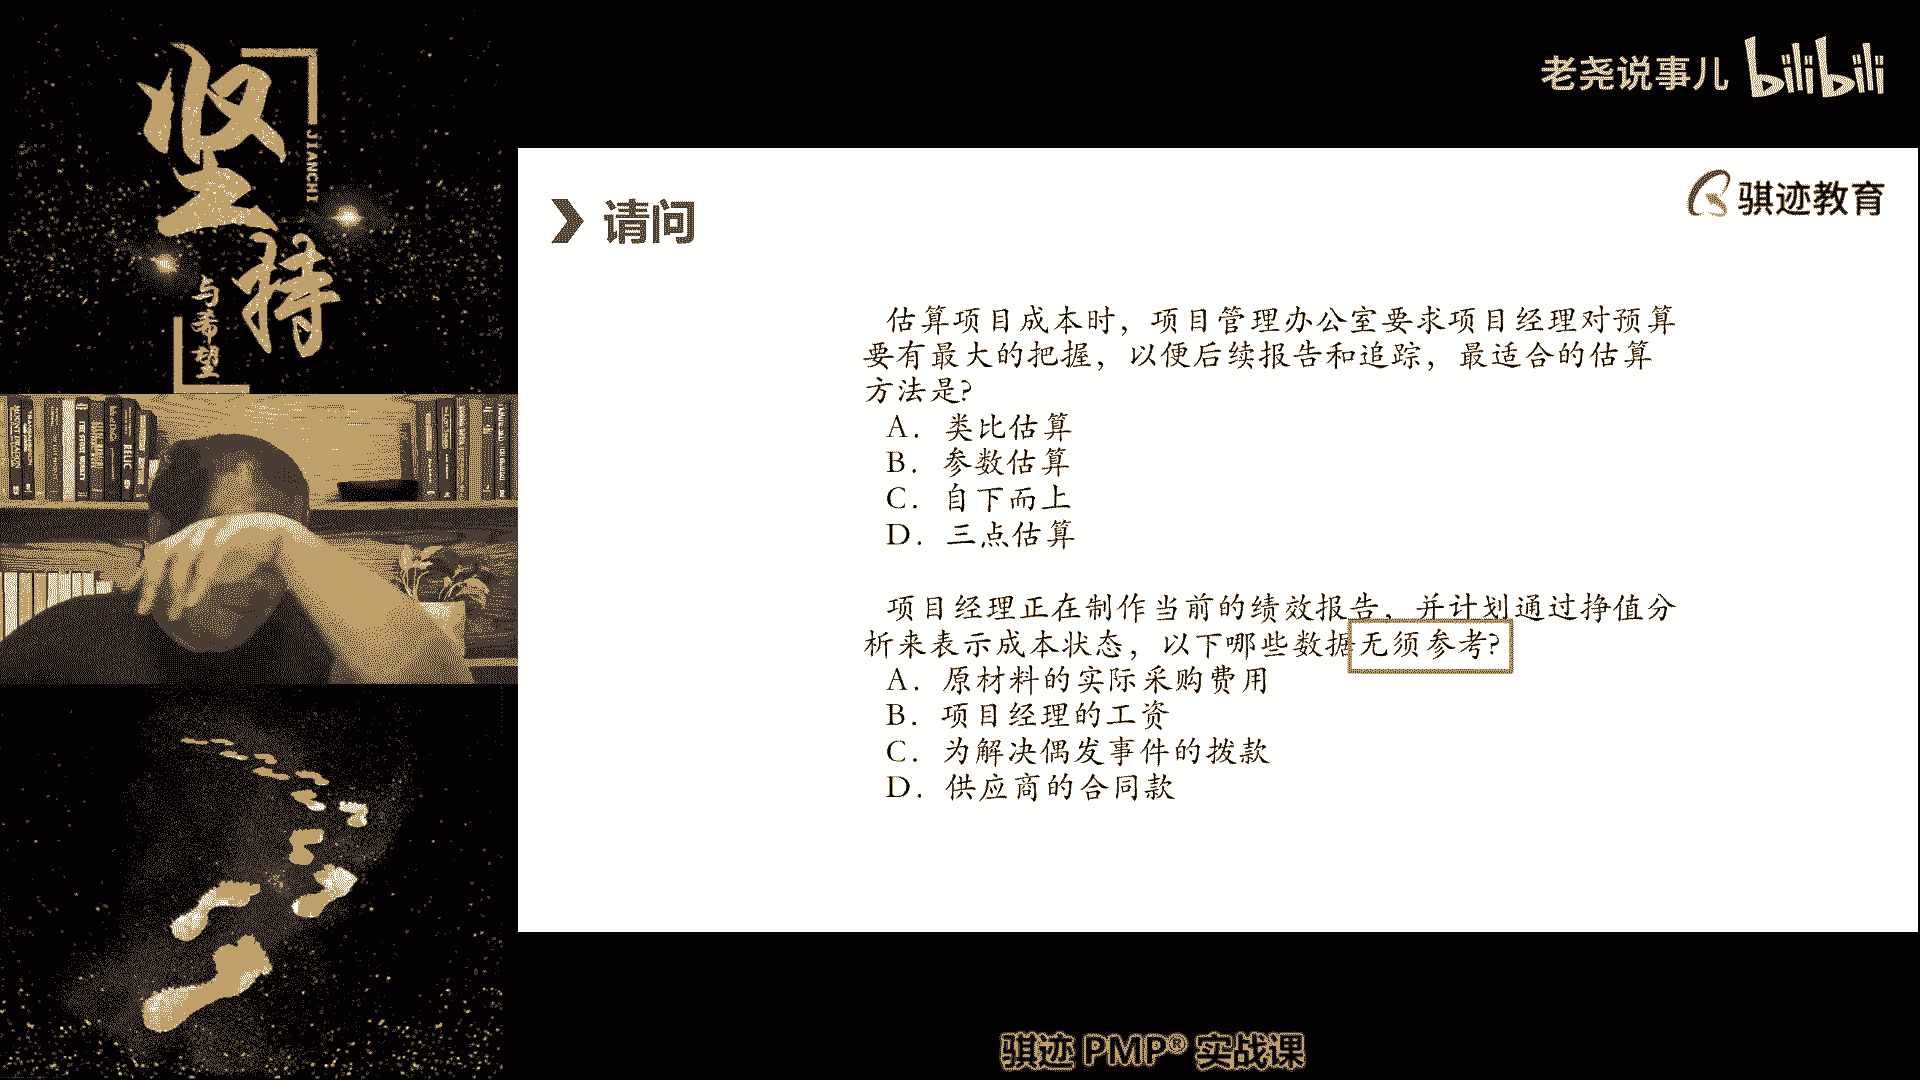 坚持
JIANCHI
与希望
老尧说事儿 bilibili
骐迹教育
请问
估算项目成本时，项目管理办公室要求项目经理对预算
要有最大的把握，以便后续报告和追踪，最适合的估算
方法是?
A. 类比估算
B. 参数估算
C. 自下而上
D. 三点估算
项目经理正在制作当前的绩效报告，并计划通过挣值分
析来表示成本状态，以下哪些数据无须参考?
A. 原材料的实际采购费用
B. 项目经理的工资
C. 为解决偶发事件的拨款
D. 供应商的合同款
骐迹 PMP® 实战课